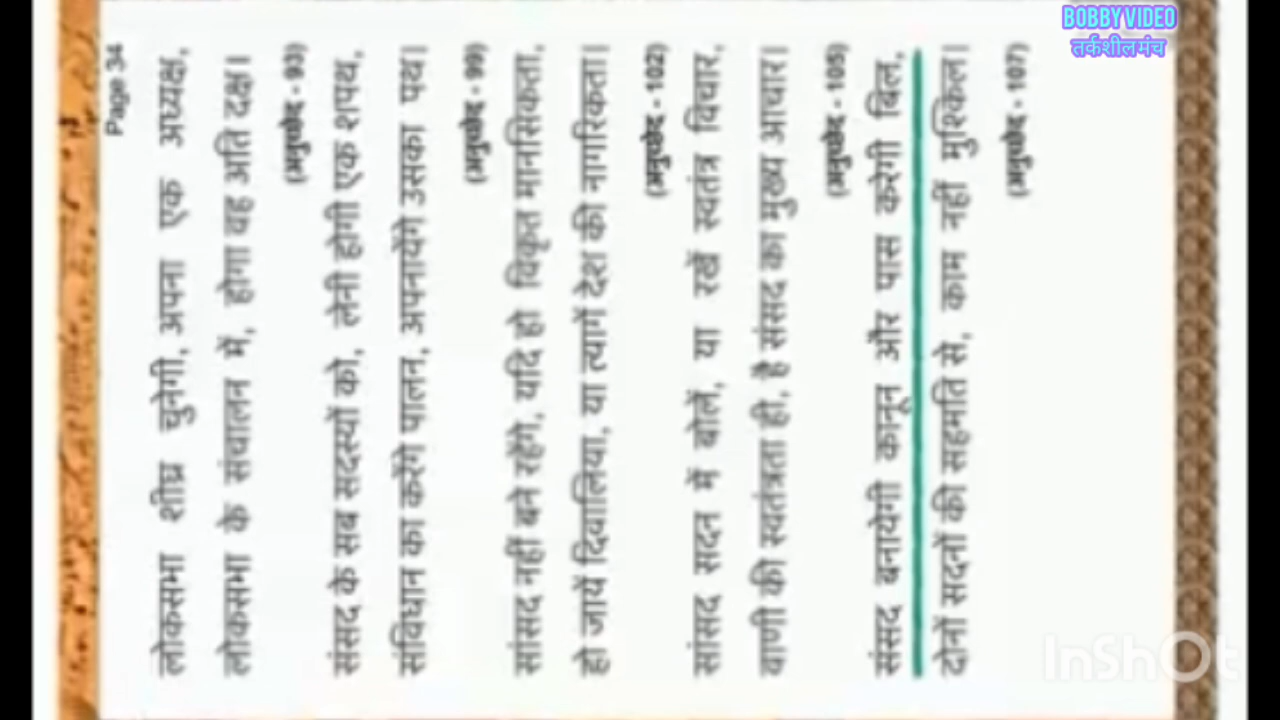 BOBBY VIDEO
तर्कशील मंच
Page 34
लोकसभा शीघ्र चुनेगी, अपना एक अध्यक्ष,
लोकसभा के संचालन में, होगा वह अति दक्ष।
(अनुच्छेद - 93)
संसद के सब सदस्यों को, लेनी होगी एक शपथ,
संविधान का करेंगे पालन, अपनायेंगे उसका पथ।
(अनुच्छेद - 99)
सांसद नहीं बने रहेंगे, यदि हो विकृत मानसिकता,
हो जायें दिवालिया, या त्यागें देश की नागरिकता।
(अनुच्छेद - 102)
सांसद सदन में बोलें, या रखें स्वतंत्र विचार,
वाणी की स्वतंत्रता ही, है संसद का मुख्य आचार।
(अनुच्छेद - 105)
संसद बनायेगी कानून और पास करेगी बिल,
दोनों सदनों की सहमति से, काम नहीं मुश्किल।
(अनुच्छेद - 107)
InShOt